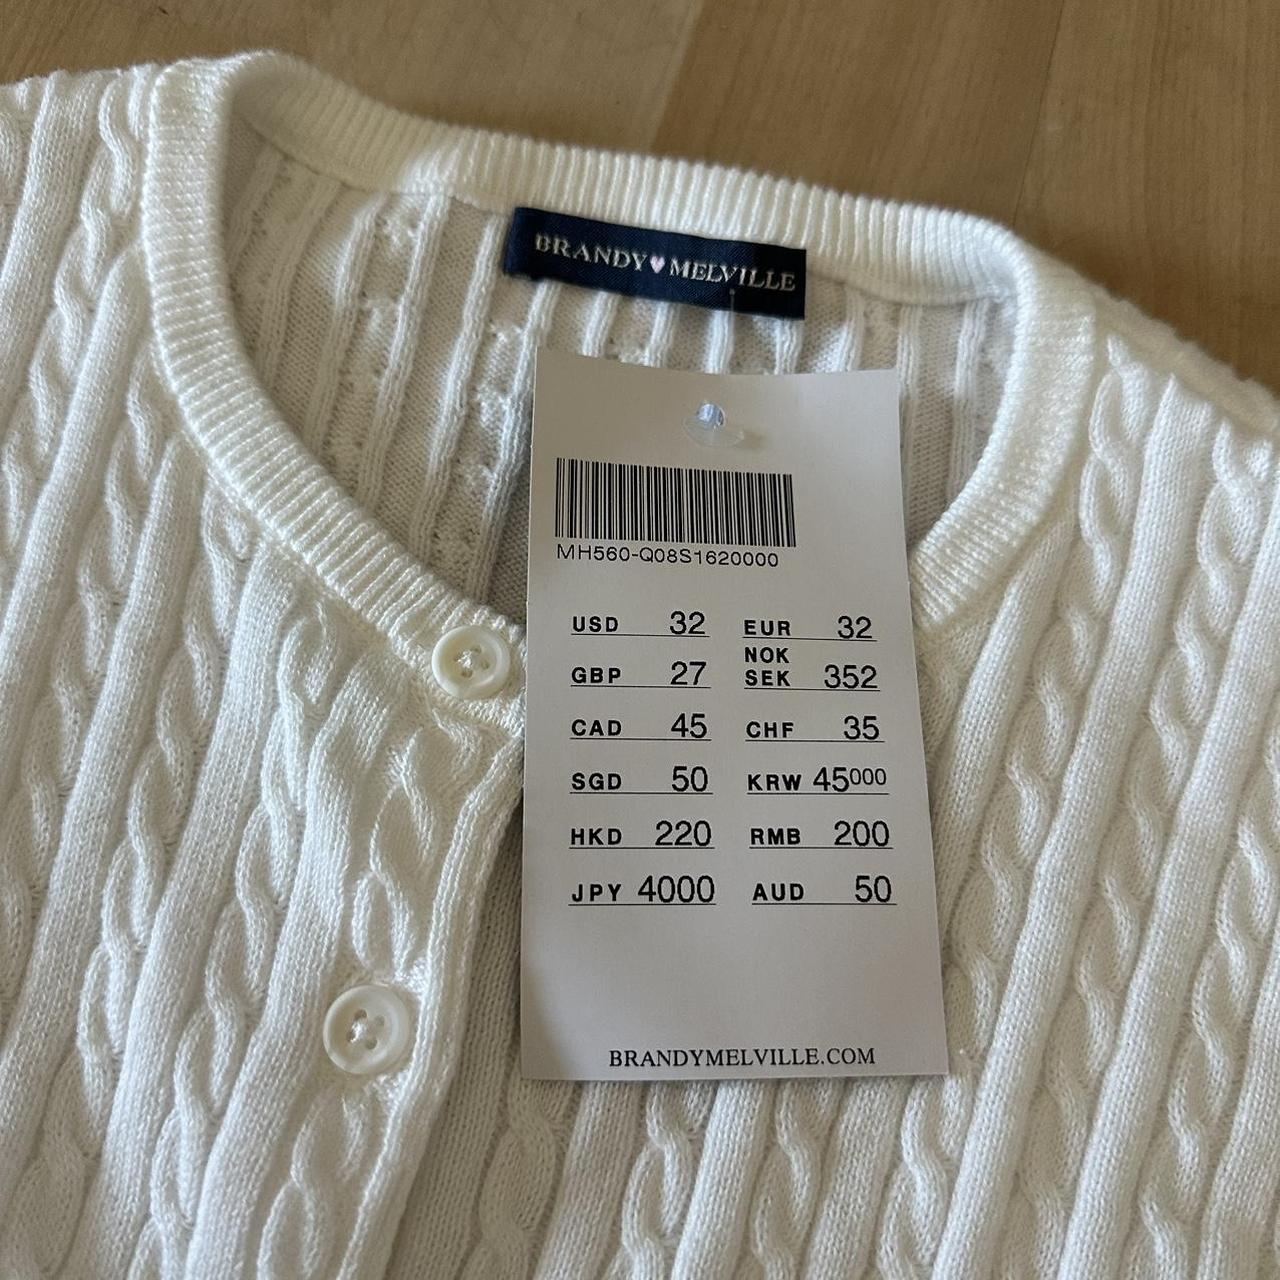 BRANDY♥MELVILLE
MH560-Q08S1620000
USD 32 EUR 32
GBP 27 NOK SEK 352
CAD 45 CHF 35
SGD 50 KRW 45000
HKD 220 RMB 200
JPY 4000 AUD 50
BRANDYMELVILLE.COM